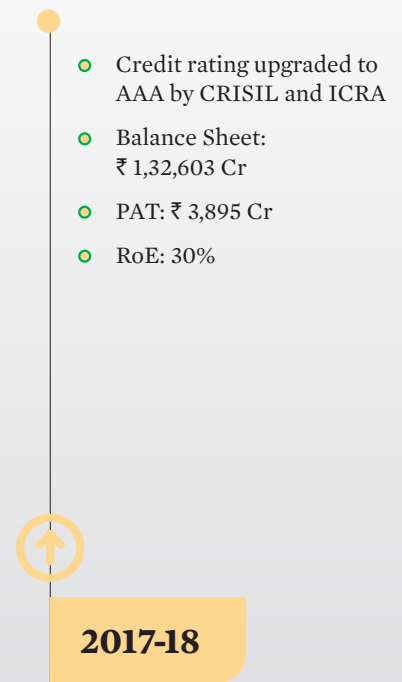 Credit rating upgraded to
AAA by CRISIL and ICRA
Balance Sheet:
₹ 1,32,603 Cr
PAT: ₹ 3,895 Cr
RoE: 30%
2017-18